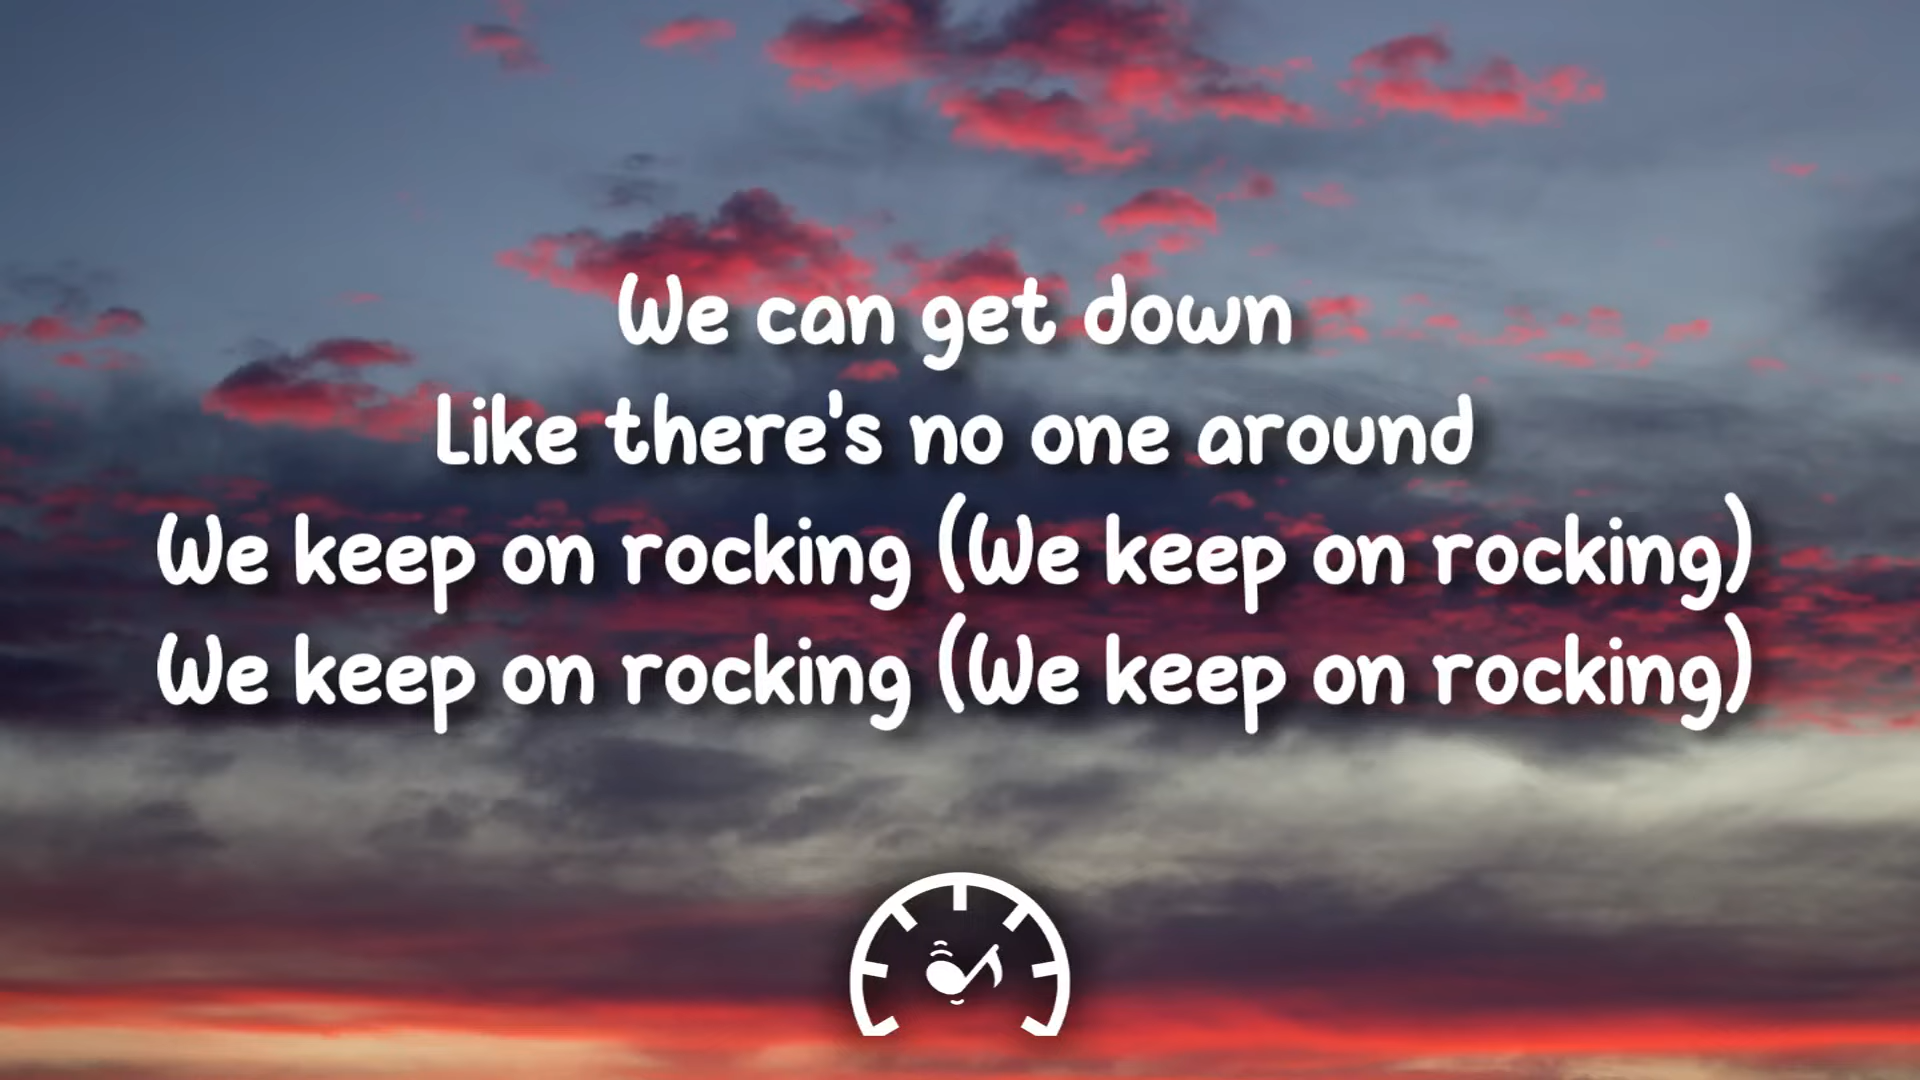 We can get down
Like there's no one around
We keep on rocking (We keep on rocking)
We keep on rocking (We keep on rocking)